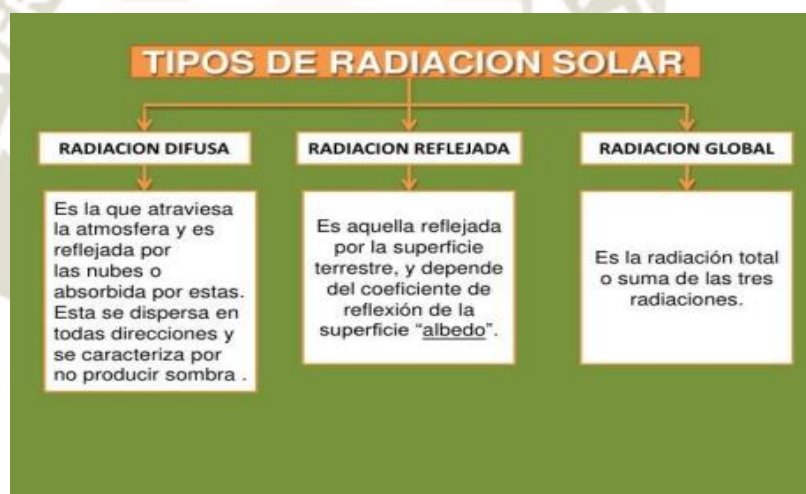 TIPOS DE RADIACION SOLAR
RADIACION DIFUSA
Es la que atraviesa
la atmosfera y es
reflejada por
las nubes o
absorbida por estas.
Esta se dispersa en
todas direcciones y
se caracteriza por
no producir sombra .
RADIACION REFLEJADA
Es aquella reflejada
por la superficie
terrestre, y depende
del coeficiente de
reflexión de la
superficie “albedo”.
RADIACION GLOBAL
Es la radiación total
o suma de las tres
radiaciones.